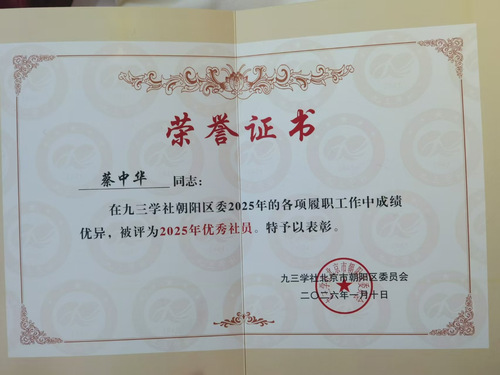 荣誉证书
蔡中华 同志：
在九三学社朝阳区委2025年的各项履职工作中成绩
优异，被评为2025年优秀社员。特予以表彰。
九三学社北京市朝阳区委员会
二〇二六年一月十日